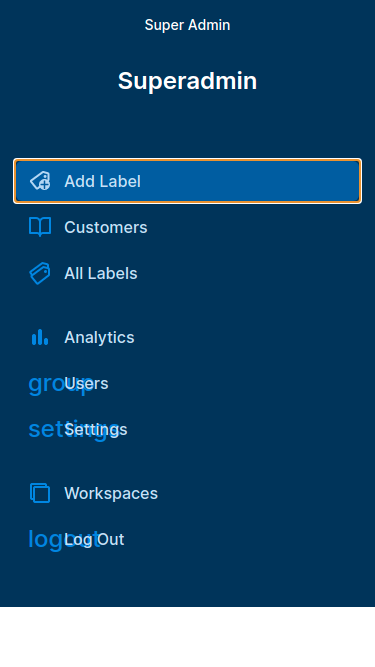 Super Admin
Superadmin
Add Label
Customers
All Labels
Analytics
group Users
settings Settings
Workspaces
logout Log Out